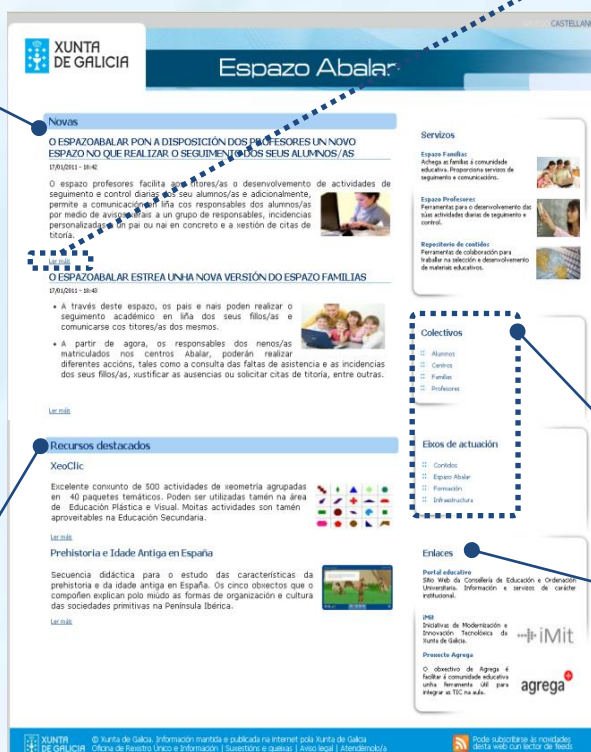 CASTELLANO
XUNTA
DE GALICIA
Espazo Abalar
Novas
O ESPAZOABALAR PON A DISPOSICIÓN DOS PROFESORES UN NOVO
ESPAZO NO QUE REALIZAR O SEGUIMENTO DOS SEUS ALUMNOS/AS
17/01/2011 - 10:42
O espazo profesores facilita aos titores/as o desenvolvemento de actividades de
seguimento e control diarias dos seu alumnos/as e adicionalmente,
permite a comunicación en liña cos responsables dos alumnos/as
por medio de avisos xerais a un grupo de responsables, incidencias
personalizadas a un pai ou nai en concreto e a xestión de citas de
titoría.
Ler máis
O ESPAZOABALAR ESTREA UNHA NOVA VERSIÓN DO ESPAZO FAMILIAS
17/01/2011 - 10:43
• A través deste espazo, os pais e nais poden realizar o
seguimento académico en liña dos seus fillos/as e
comunicarse cos titores/as dos mesmos.
• A partir de agora, os responsables dos nenos/as
matriculados nos centros Abalar, poderán realizar
diferentes accións, tales como a consulta das faltas de asistencia e as incidencias
dos seus fillos/as, xustificar as ausencias ou solicitar citas de titoría, entre outras.
Ler máis
Recursos destacados
XeoClic
Excelente conxunto de 500 actividades de xeometría agrupadas
en 40 paquetes temáticos. Poden ser utilizadas tamén na área
de Educación Plástica e Visual. Moitas actividades son tamén
aproveitables na Educación Secundaria.
Ler máis
Prehistoria e Idade Antiga en España
Secuencia didáctica para o estudo das características da
prehistoria e da idade antiga en España. Os cinco obxectos que o
compoñen explican polo miúdo as formas de organización e cultura
das sociedades primitivas na Península Ibérica.
Ler máis
Servizos
Espazo Familias
Achega as familias á comunidade
educativa. Proporciona servizos de
seguimento e comunicacións.
Espazo Profesores
Ferramentas para o desenvolvemento das
súas actividades diarias de seguimento e
control.
Repositorio de contidos
Ferramentas de colaboración para
traballar na selección e desenvolvemento
de materiais educativos.
Colectivos
Alumnos
Centros
Familias
Profesores
Eixos de actuación
Contidos
Espazo Abalar
Formación
Infraestructura
Enlaces
Portal educativo
Sitio Web da Consellería de Educación e Ordenación
Universitaria. Información e servizos de carácter
institucional.
iMit
Iniciativas de Modernización e
Innovación Tecnolóxica da
Xunta de Galicia.
iMit
Proxecto Agrega
O obxectivo de Agrega é
facilitar á comunidade educativa
unha ferramenta útil para
integrar as TIC na aula.
agrega
XUNTA
DE GALICIA
© Xunta de Galicia. Información mantida e publicada na internet pola Xunta de Galicia
Oficina de Rexistro Único e Información | Suxestións e queixas | Aviso legal | Atendémolo/a
Pode subscribirse ás novidades
desta web cun lector de feeds